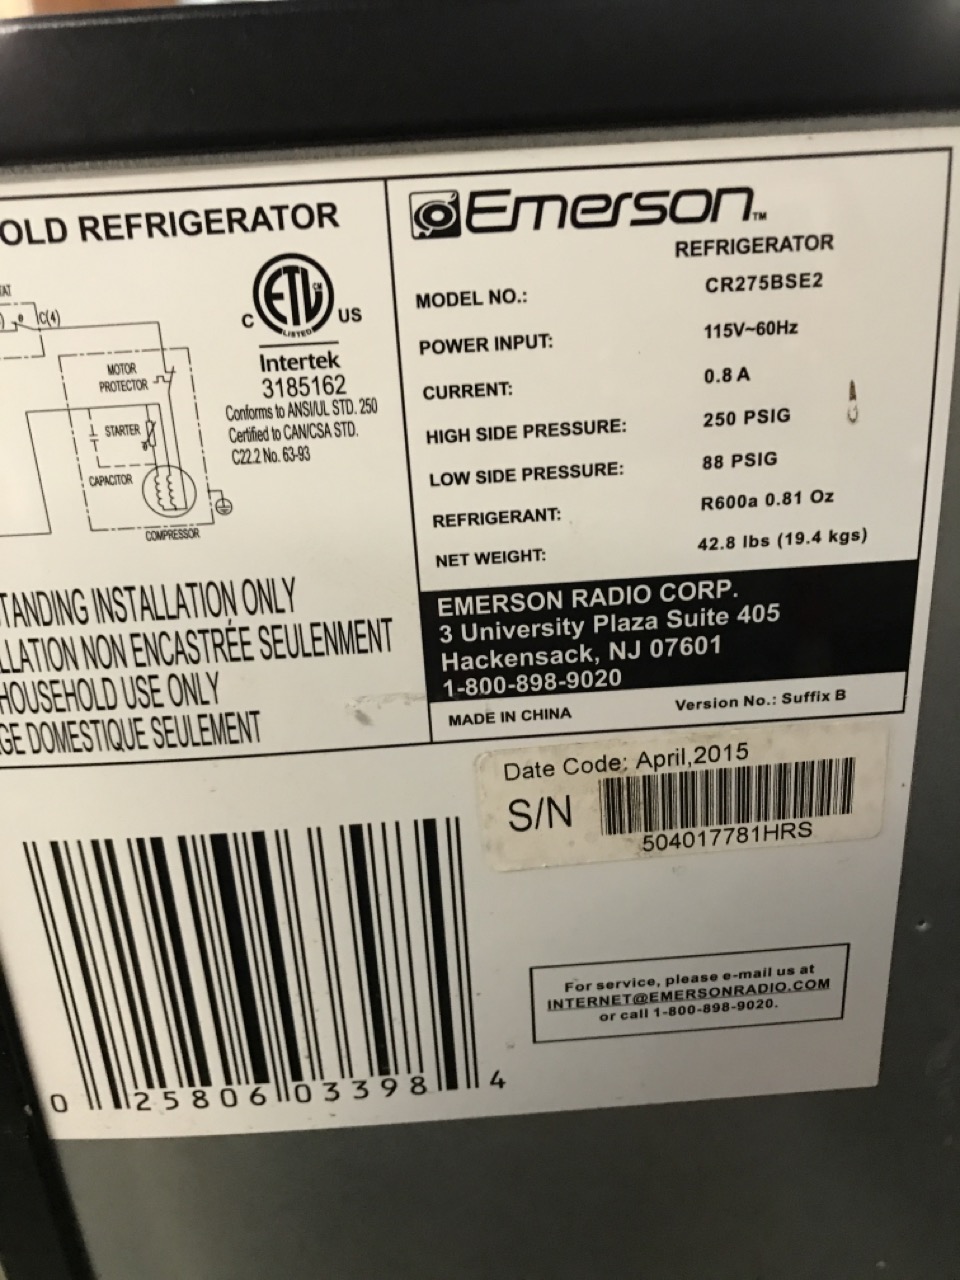 OLD REFRIGERATOR
C(4)
MOTOR
PROTECTOR
STARTER
CAPACITOR
COMPRESSOR
ETL CM
LISTED
C US
Intertek
3185162
Conforms to ANSI/UL STD. 250
Certified to CAN/CSA STD.
C22.2 No. 63-93
TANDING INSTALLATION ONLY
LLATION NON ENCASTRÉE SEULENMENT
HOUSEHOLD USE ONLY
GE DOMESTIQUE SEULEMENT
Emerson TM
REFRIGERATOR
MODEL NO.: CR275BSE2
POWER INPUT: 115V~60Hz
CURRENT: 0.8 A
HIGH SIDE PRESSURE: 250 PSIG
LOW SIDE PRESSURE: 88 PSIG
REFRIGERANT: R600a 0.81 Oz
NET WEIGHT: 42.8 lbs (19.4 kgs)
EMERSON RADIO CORP.
3 University Plaza Suite 405
Hackensack, NJ 07601
1-800-898-9020
MADE IN CHINA Version No.: Suffix B
Date Code: April,2015
S/N
504017781HRS
0 25806 03398 4
For service, please e-mail us at
INTERNET@EMERSONRADIO.COM
or call 1-800-898-9020.